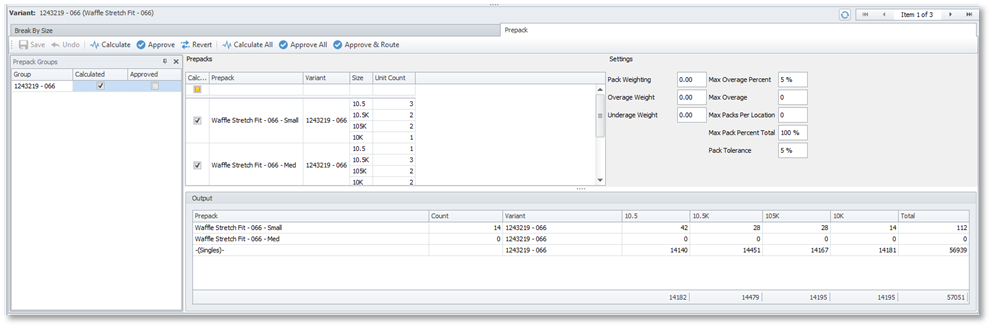 Variant: 1243219 - 066 (Waffle Stretch Fit - 066) Item 1 of 3
Break By Size Prepack
Save Undo Calculate Approve Revert Calculate All Approve All Approve & Route
Prepack Groups
Group Calculated Approved
1243219 - 066
Prepacks
Calc... Prepack Variant Size Unit Count
Waffle Stretch Fit - 066 - Small 1243219 - 066
10.5 3
10.5K 2
105K 2
10K 1
Waffle Stretch Fit - 066 - Med 1243219 - 066
10.5 1
10.5K 3
105K 2
10K 2
Settings
Pack Weighting 0.00 Max Overage Percent 5 %
Overage Weight 0.00 Max Overage 0
Underage Weight 0.00 Max Packs Per Location 0
Max Pack Percent Total 100 %
Pack Tolerance 5 %
Output
Prepack Count Variant 10.5 10.5K 105K 10K Total
Waffle Stretch Fit - 066 - Small 14 1243219 - 066 42 28 28 14 112
Waffle Stretch Fit - 066 - Med 0 1243219 - 066 0 0 0 0 0
-(Singles)- 1243219 - 066 14140 14451 14167 14181 56939
14182 14479 14195 14195 57051